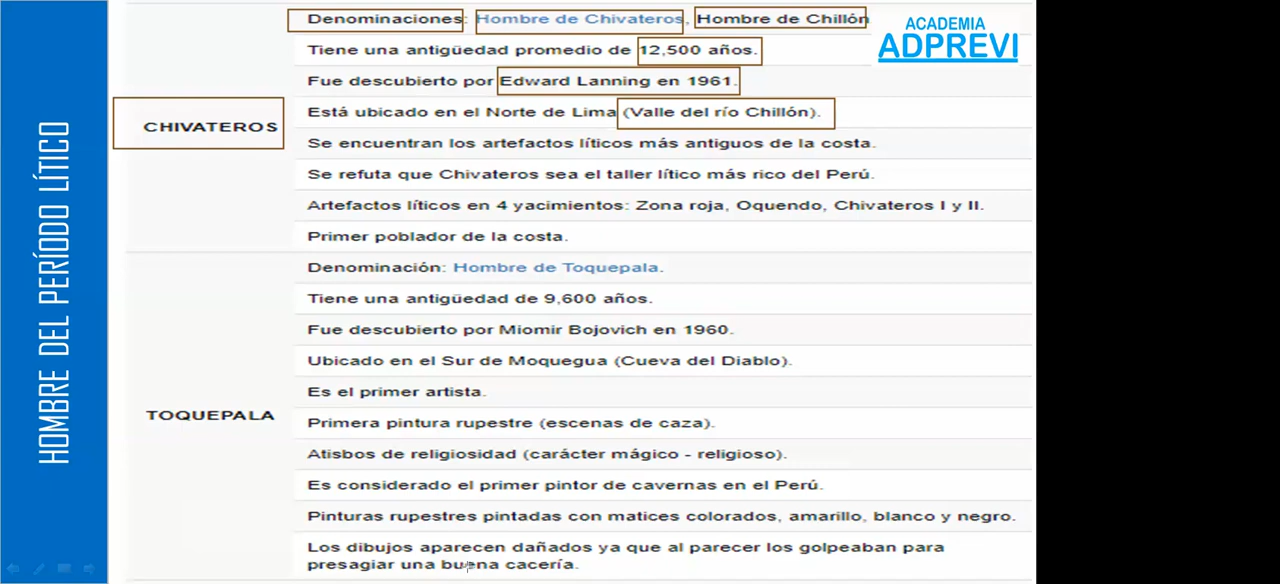 HOMBRE DEL PERÍODO LÍTICO
ACADEMIA
ADPREVI
CHIVATEROS
Denominaciones: Hombre de Chivateros, Hombre de Chillón
Tiene una antigüedad promedio de 12,500 años.
Fue descubierto por Edward Lanning en 1961.
Está ubicado en el Norte de Lima (Valle del río Chillón).
Se encuentran los artefactos líticos más antiguos de la costa.
Se refuta que Chivateros sea el taller lítico más rico del Perú.
Artefactos líticos en 4 yacimientos: Zona roja, Oquendo, Chivateros I y II.
Primer poblador de la costa.
TOQUEPALA
Denominación: Hombre de Toquepala.
Tiene una antigüedad de 9,600 años.
Fue descubierto por Miomir Bojovich en 1960.
Ubicado en el Sur de Moquegua (Cueva del Diablo).
Es el primer artista.
Primera pintura rupestre (escenas de caza).
Atisbos de religiosidad (carácter mágico - religioso).
Es considerado el primer pintor de cavernas en el Perú.
Pinturas rupestres pintadas con matices colorados, amarillo, blanco y negro.
Los dibujos aparecen dañados ya que al parecer los golpeaban para
presagiar una buena cacería.